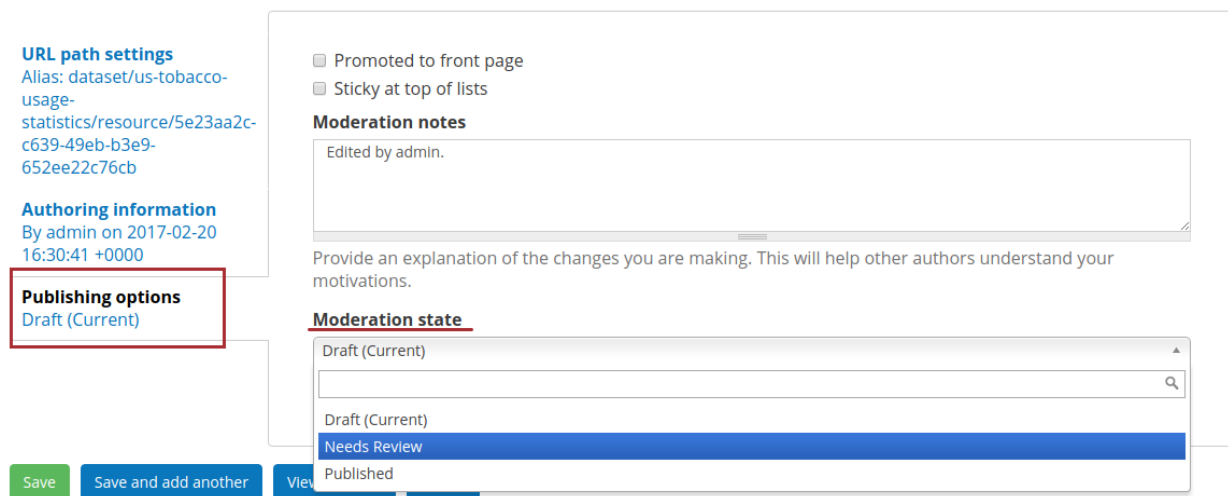 URL path settings
Alias: dataset/us-tobacco-
usage-
statistics/resource/5e23aa2c-
c639-49eb-b3e9-
652ee22c76cb
Authoring information
By admin on 2017-02-20
16:30:41 +0000
Publishing options
Draft (Current)
Promoted to front page
Sticky at top of lists
Moderation notes
Edited by admin.
Provide an explanation of the changes you are making. This will help other authors understand your
motivations.
Moderation state
Draft (Current)
Draft (Current)
Needs Review
Published
Save
Save and add another